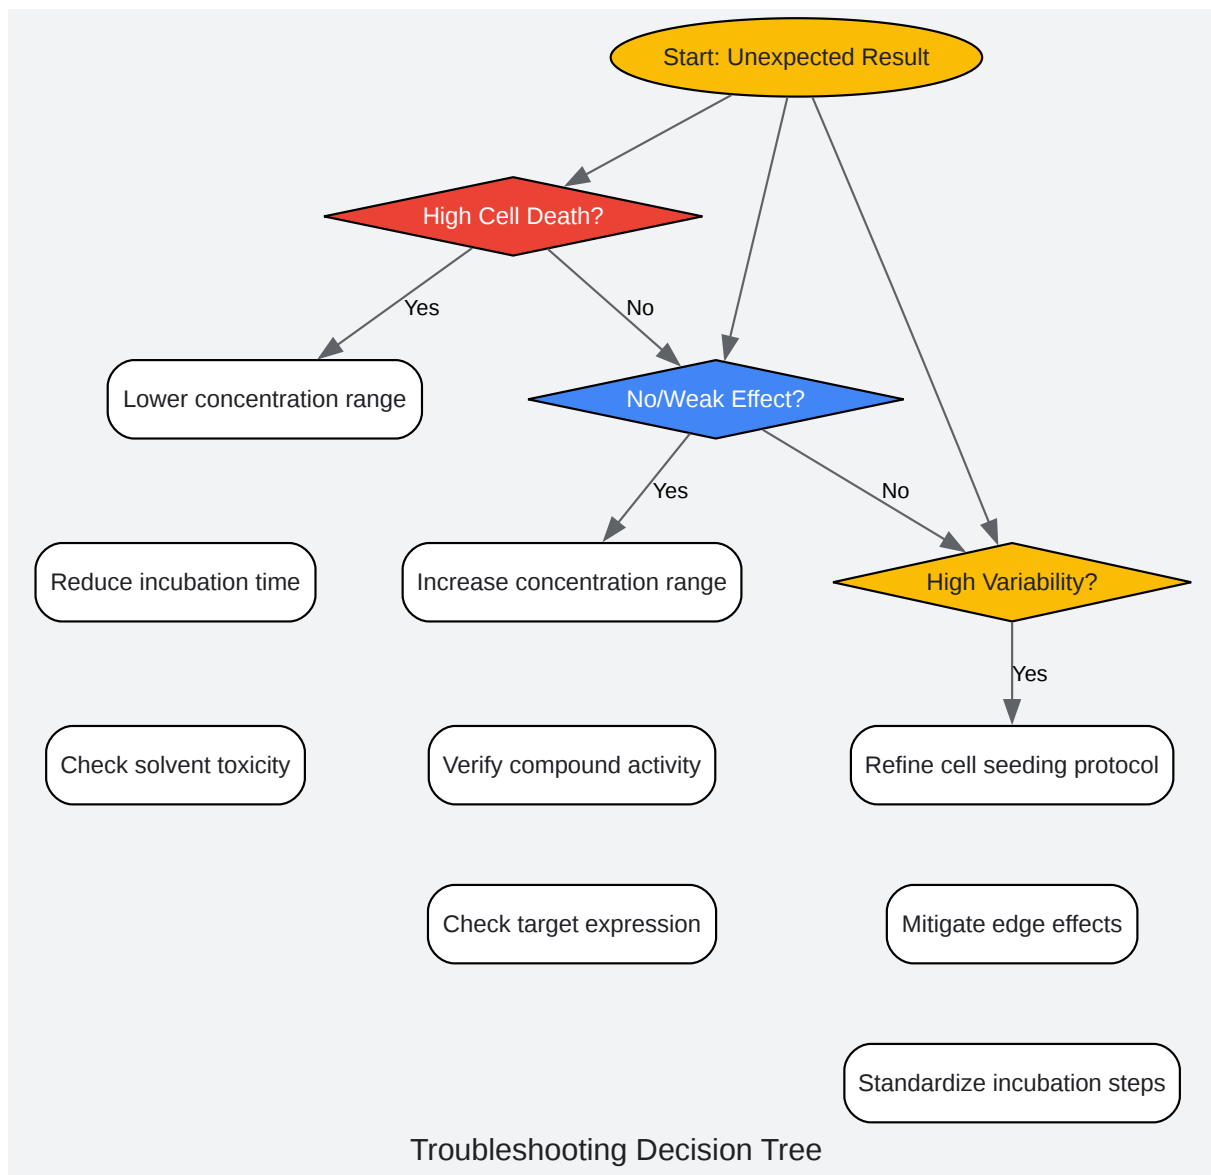 Start: Unexpected Result
High Cell Death?
Yes
No
Lower concentration range
No/Weak Effect?
Yes
No
Reduce incubation time
Increase concentration range
High Variability?
Yes
Check solvent toxicity
Verify compound activity
Refine cell seeding protocol
Check target expression
Mitigate edge effects
Standardize incubation steps
Troubleshooting Decision Tree